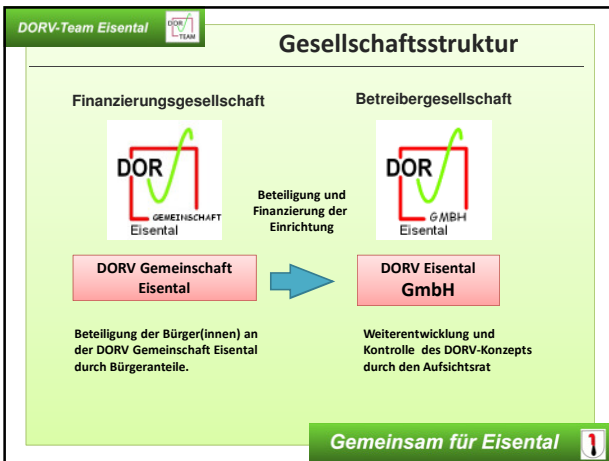 DORV-Team Eisental
DOR
TEAM
Gesellschaftsstruktur
Finanzierungsgesellschaft
Betreibergesellschaft
DOR
GEMEINSCHAFT
Eisental
Beteiligung und
Finanzierung der
Einrichtung
DOR
GMBH
Eisental
DORV Gemeinschaft
Eisental
DORV Eisental
GmbH
Beteiligung der Bürger(innen) an
der DORV Gemeinschaft Eisental
durch Bürgeranteile.
Weiterentwicklung und
Kontrolle des DORV-Konzepts
durch den Aufsichtsrat
Gemeinsam für Eisental